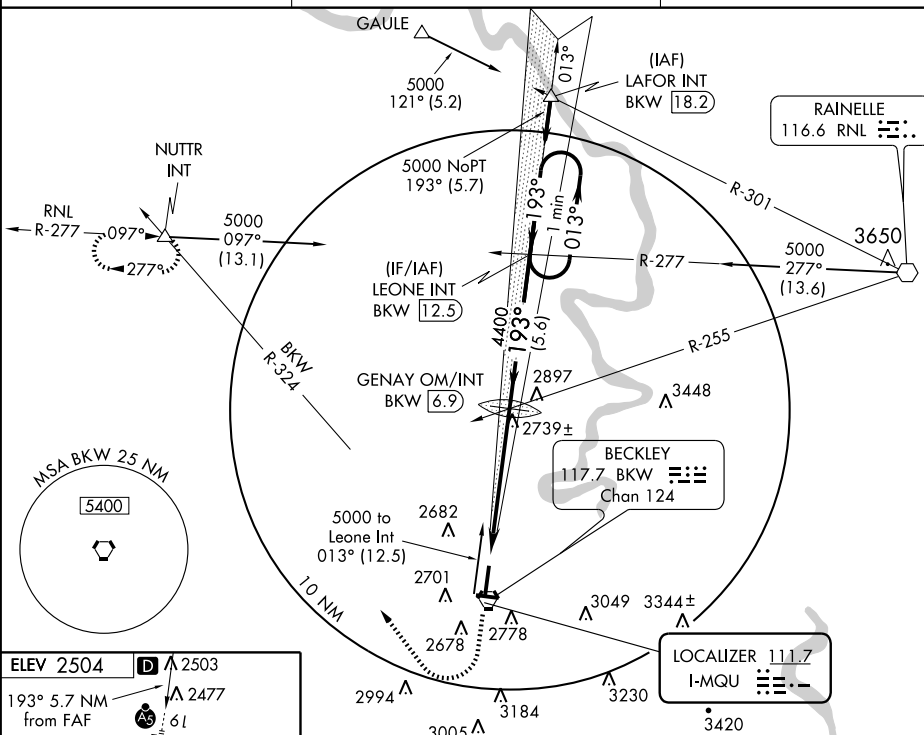 GAULE
5000
121° (5.2)
013°
(IAF)
LAFOR INT
BKW 18.2
RAINELLE
116.6 RNL
NUTTR
INT
5000 NoPT
193° (5.7)
RNL
R-277
097°
277°
5000
097°
(13.1)
193°
1 min
013°
R-301
3650
R-277
5000
277°
(13.6)
(IF/IAF)
LEONE INT
BKW 12.5
4400
193°
(5.6)
R-255
BKW
R-324
GENAY OM/INT
BKW 6.9
2897
3448
2739±
MSA BKW 25 NM
5400
BECKLEY
117.7 BKW
Chan 124
2682
5000 to
Leone Int
013° (12.5)
2701
10 NM
2678
2778
3049
3344±
LOCALIZER 111.7
I-MQU
2994
3184
3230
3005
3420
ELEV 2504
D
2503
193° 5.7 NM
from FAF
2477
A5
61